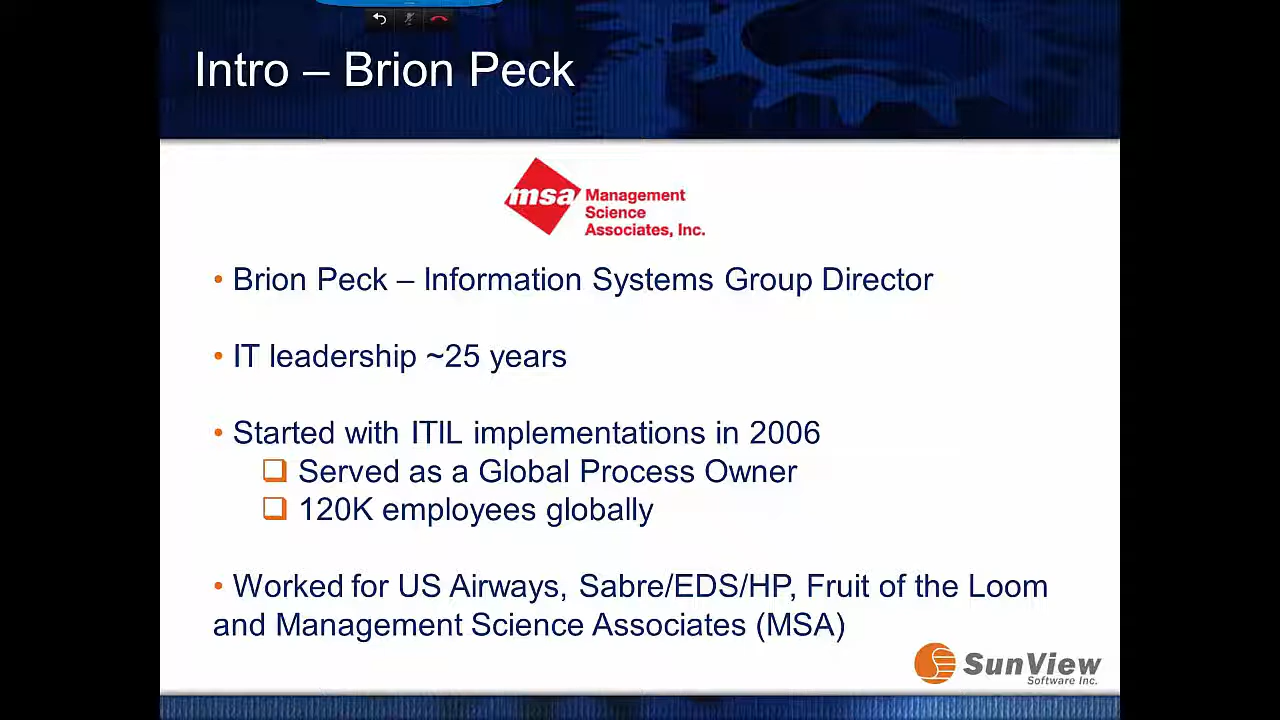 Intro – Brion Peck
msa
Management
Science
Associates, Inc.
• Brion Peck – Information Systems Group Director
• IT leadership ~25 years
• Started with ITIL implementations in 2006
❑ Served as a Global Process Owner
❑ 120K employees globally
• Worked for US Airways, Sabre/EDS/HP, Fruit of the Loom
and Management Science Associates (MSA)
SunView
Software Inc.